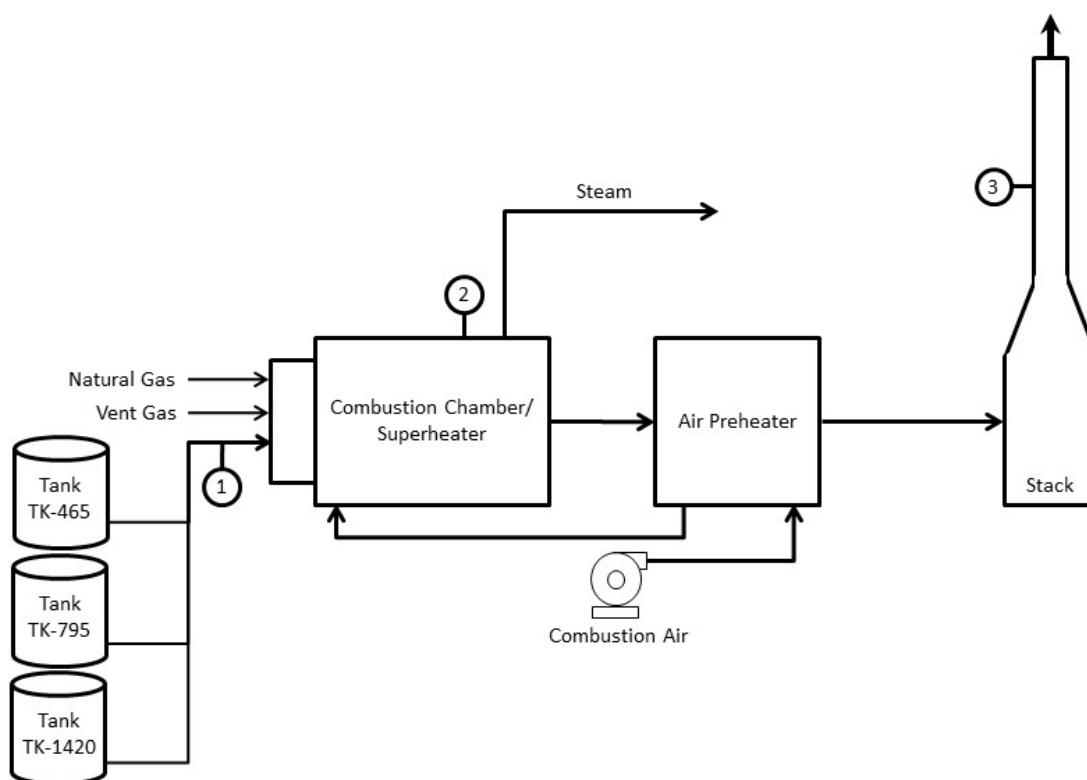 3
Steam
2
Natural Gas
Vent Gas
Combustion Chamber/
Superheater
Air Preheater
Tank
TK-465
1
Stack
Tank
TK-795
Combustion Air
Tank
TK-1420